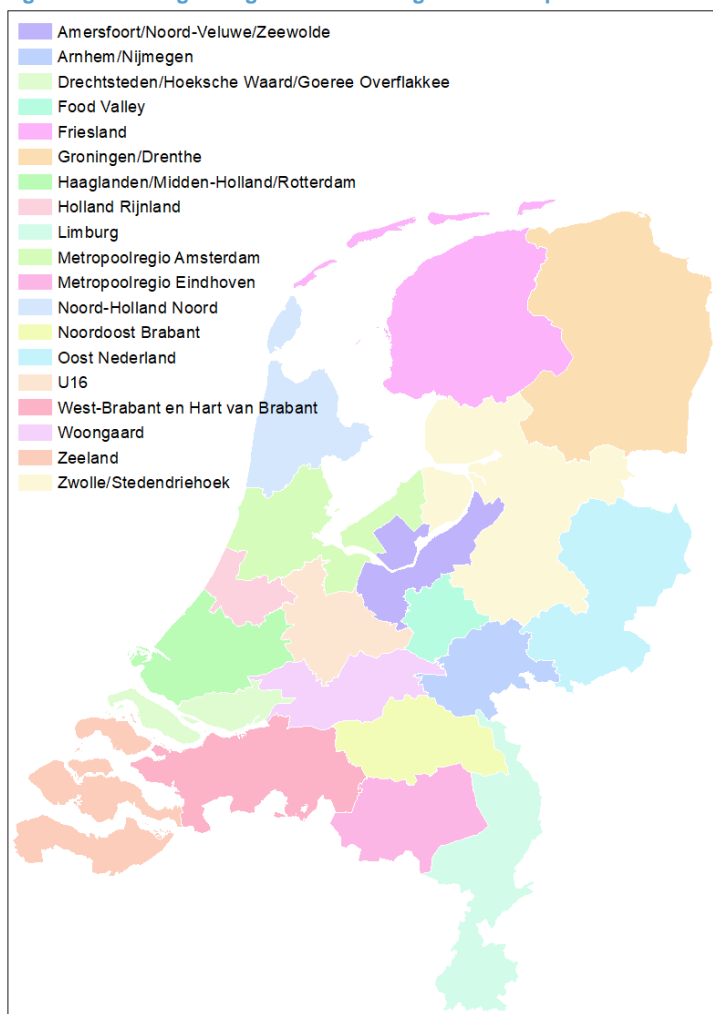 Amersfoort/Noord-Veluwe/Zeewolde
Arnhem/Nijmegen
Drechtsteden/Hoeksche Waard/Goeree Overflakkee
Food Valley
Friesland
Groningen/Drenthe
Haaglanden/Midden-Holland/Rotterdam
Holland Rijnland
Limburg
Metropoolregio Amsterdam
Metropoolregio Eindhoven
Noord-Holland Noord
Noordoost Brabant
Oost Nederland
U16
West-Brabant en Hart van Brabant
Woongaard
Zeeland
Zwolle/Stedendriehoek